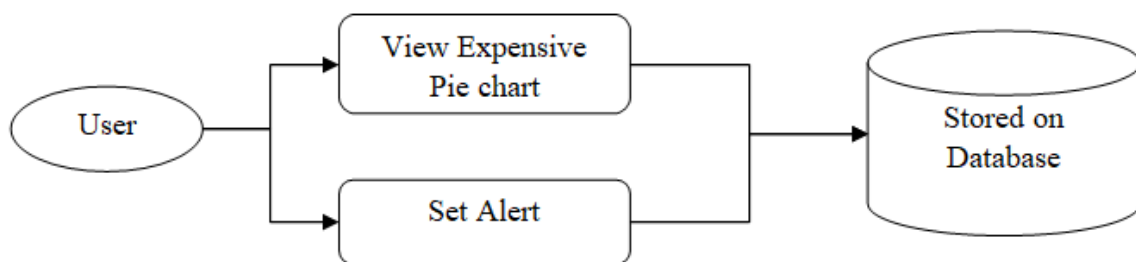 User
View Expensive
Pie chart
Set Alert
Stored on
Database